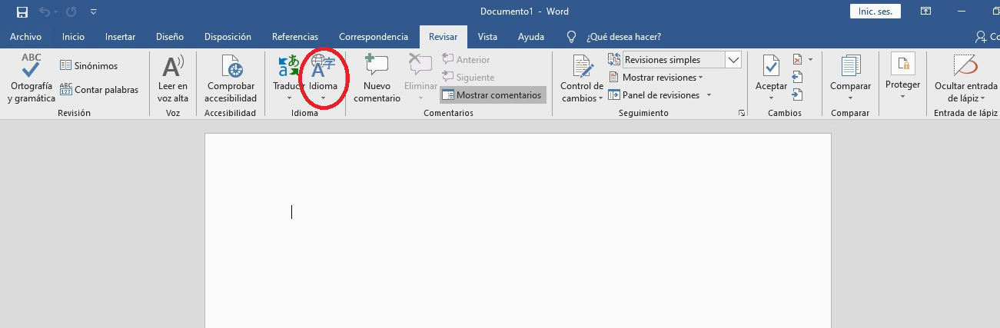 Documento1 - Word
Inic. ses.
Archivo Inicio Insertar Diseño Disposición Referencias Correspondencia Revisar Vista Ayuda ¿Qué desea hacer? Co
ABC
Ortografía y gramática
Sinónimos
ABC 123 Contar palabras
Revisión
A
Leer en voz alta
Voz
Comprobar accesibilidad
Accesibilidad
あ
a
Traducir
字
A
Idioma
Idioma
Nuevo comentario
Eliminar
Anterior
Siguiente
Mostrar comentarios
Comentarios
Control de cambios
Revisiones simples
Mostrar revisiones
Panel de revisiones
Seguimiento
Aceptar
Cambios
Comparar
Comparar
Proteger
Ocultar entrada de lápiz
Entrada de lápiz